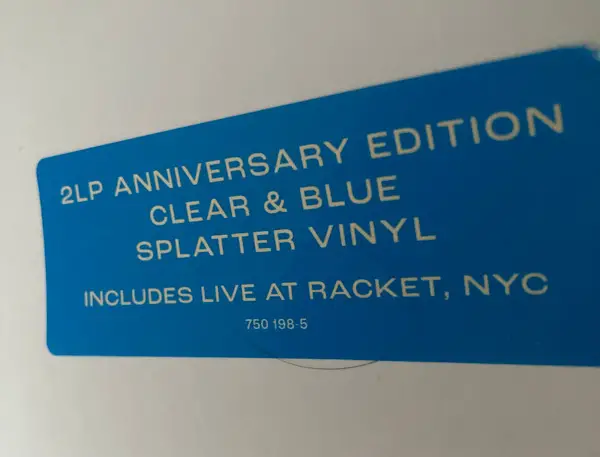 2LP ANNIVERSARY EDITION
CLEAR & BLUE
SPLATTER VINYL
INCLUDES LIVE AT RACKET, NYC
750 198-5